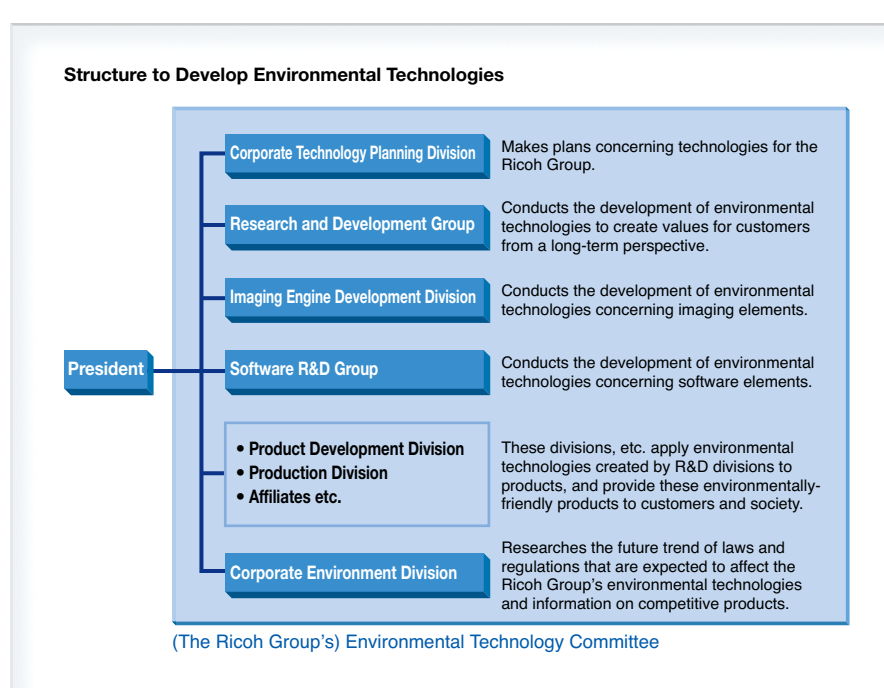 Structure to Develop Environmental Technologies
Corporate Technology Planning Division
Makes plans concerning technologies for the
Ricoh Group.
Research and Development Group
Conducts the development of environmental
technologies to create values for customers
from a long-term perspective.
Imaging Engine Development Division
Conducts the development of environmental
technologies concerning imaging elements.
President
Software R&D Group
Conducts the development of environmental
technologies concerning software elements.
• Product Development Division
• Production Division
• Affiliates etc.
These divisions, etc. apply environmental
technologies created by R&D divisions to
products, and provide these environmentally-
friendly products to customers and society.
Corporate Environment Division
Researches the future trend of laws and
regulations that are expected to affect the
Ricoh Group's environmental technologies
and information on competitive products.
(The Ricoh Group's) Environmental Technology Committee